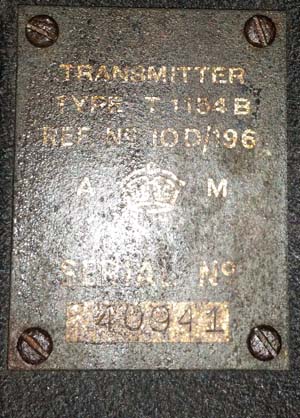 TRANSMITTER
TYPE T 1154 B
REF. Nº 10D/196
A M
SERIAL Nº
40941